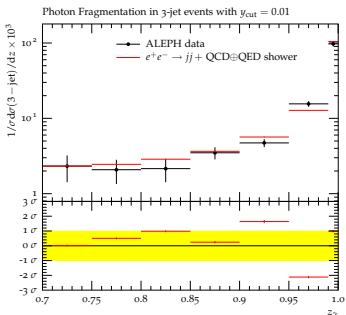 Photon Fragmentation in 3-jet events with y_cut = 0.01
1/σ dσ(3 − jet)/dz × 10³
10²
10¹
1
ALEPH data
e⁺e⁻ → jj + QCD⊕QED shower
3 σ
2 σ
1 σ
0 σ
-1 σ
-2 σ
-3 σ
0.7 0.75 0.8 0.85 0.9 0.95 1.0
z_γ